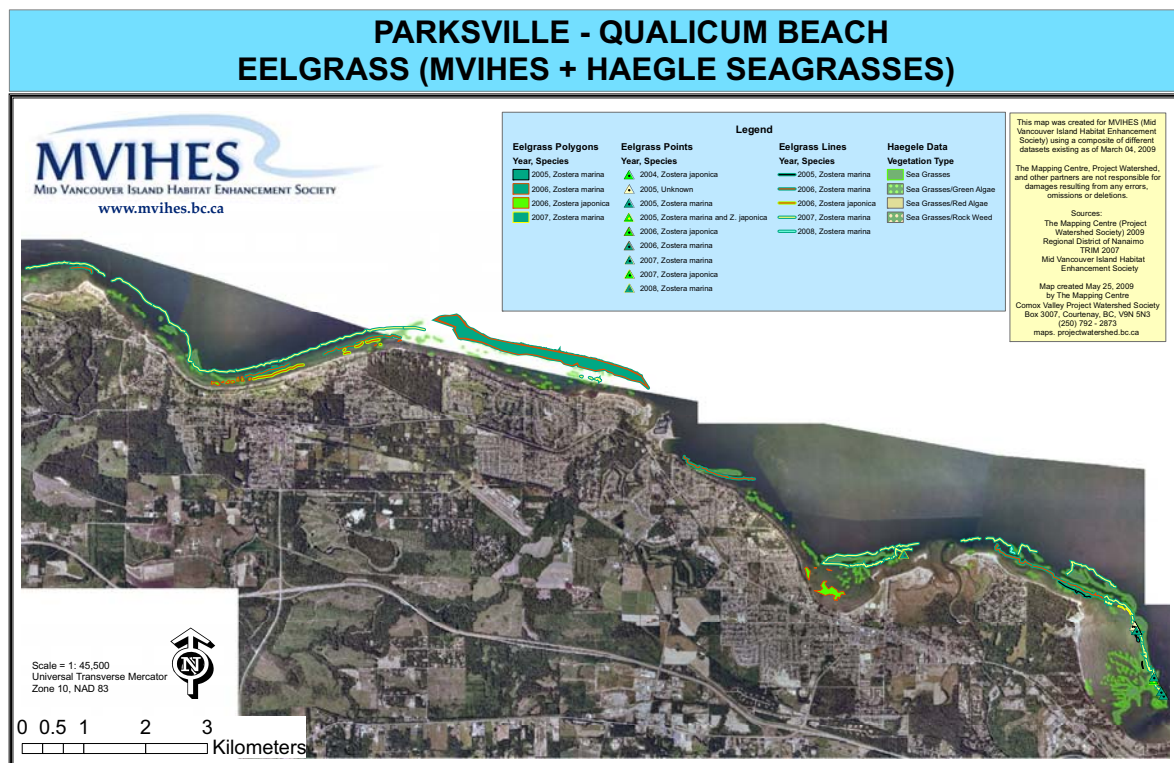 PARKSVILLE - QUALICUM BEACH
EELGRASS (MVIHES + HAEGLE SEAGRASSES)
MVIHES
MID VANCOUVER ISLAND HABITAT ENHANCEMENT SOCIETY
www.mvihes.bc.ca
Legend
Eelgrass Polygons
Year, Species
2005, Zostera marina
2006, Zostera marina
2006, Zostera japonica
2007, Zostera marina
Eelgrass Points
Year, Species
2004, Zostera japonica
2005, Unknown
2005, Zostera marina
2005, Zostera marina and Z. japonica
2006, Zostera japonica
2006, Zostera marina
2007, Zostera marina
2007, Zostera japonica
2008, Zostera marina
Eelgrass Lines
Year, Species
2005, Zostera marina
2006, Zostera marina
2006, Zostera japonica
2007, Zostera marina
2008, Zostera marina
Haegele Data
Vegetation Type
Sea Grasses
Sea Grasses/Green Algae
Sea Grasses/Red Algae
Sea Grasses/Rock Weed
This map was created for MVIHES (Mid
Vancouver Island Habitat Enhancement
Society) using a composite of different
datasets existing as of March 04, 2009
The Mapping Centre, Project Watershed,
and other partners are not responsible for
damages resulting from any errors,
omissions or deletions.
Sources:
The Mapping Centre (Project
Watershed Society) 2009
Regional District of Nanaimo
TRIM 2007
Mid Vancouver Island Habitat
Enhancement Society
Map created May 25, 2009
by The Mapping Centre
Comox Valley Project Watershed Society
Box 3007, Courtenay, BC, V9N 5N3
(250) 792 - 2873
maps. projectwatershed.bc.ca
Scale = 1: 45,500
Universal Transverse Mercator
Zone 10, NAD 83
N
0 0.5 1 2 3
Kilometers